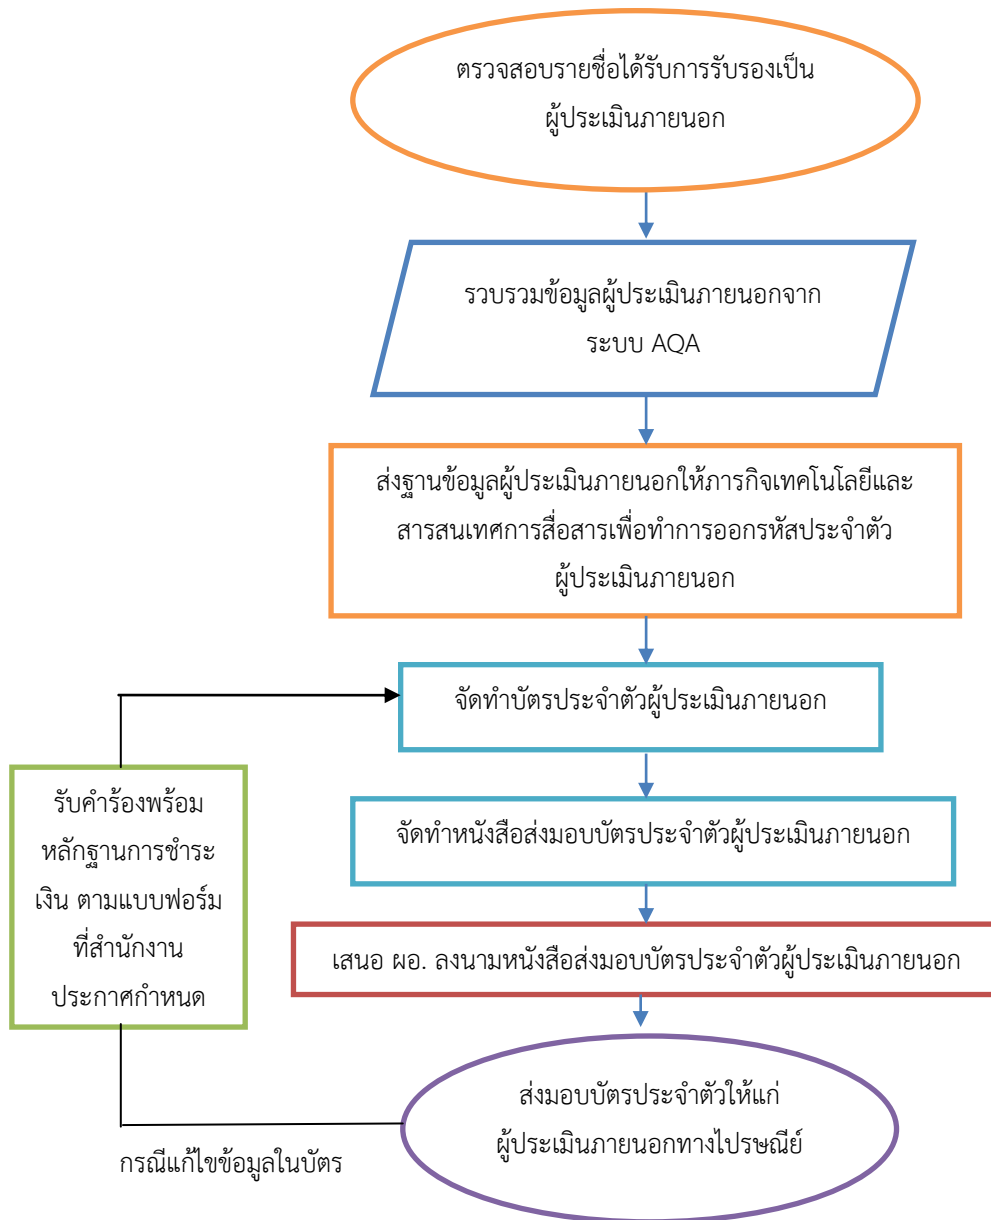 ตรวจสอบรายชื่อได้รับการรับรองเป็น
ผู้ประเมินภายนอก
รวบรวมข้อมูลผู้ประเมินภายนอกจาก
ระบบ AQA
ส่งฐานข้อมูลผู้ประเมินภายนอกให้ภารกิจเทคโนโลยีและ
สารสนเทศการสื่อสารเพื่อทำการออกรหัสประจำตัว
ผู้ประเมินภายนอก
จัดทำบัตรประจำตัวผู้ประเมินภายนอก
รับคำร้องพร้อม
หลักฐานการชำระ
เงิน ตามแบบฟอร์ม
ที่สำนักงาน
ประกาศกำหนด
จัดทำหนังสือส่งมอบบัตรประจำตัวผู้ประเมินภายนอก
เสนอ ผอ. ลงนามหนังสือส่งมอบบัตรประจำตัวผู้ประเมินภายนอก
ส่งมอบบัตรประจำตัวให้แก่
ผู้ประเมินภายนอกทางไปรษณีย์
กรณีแก้ไขข้อมูลในบัตร